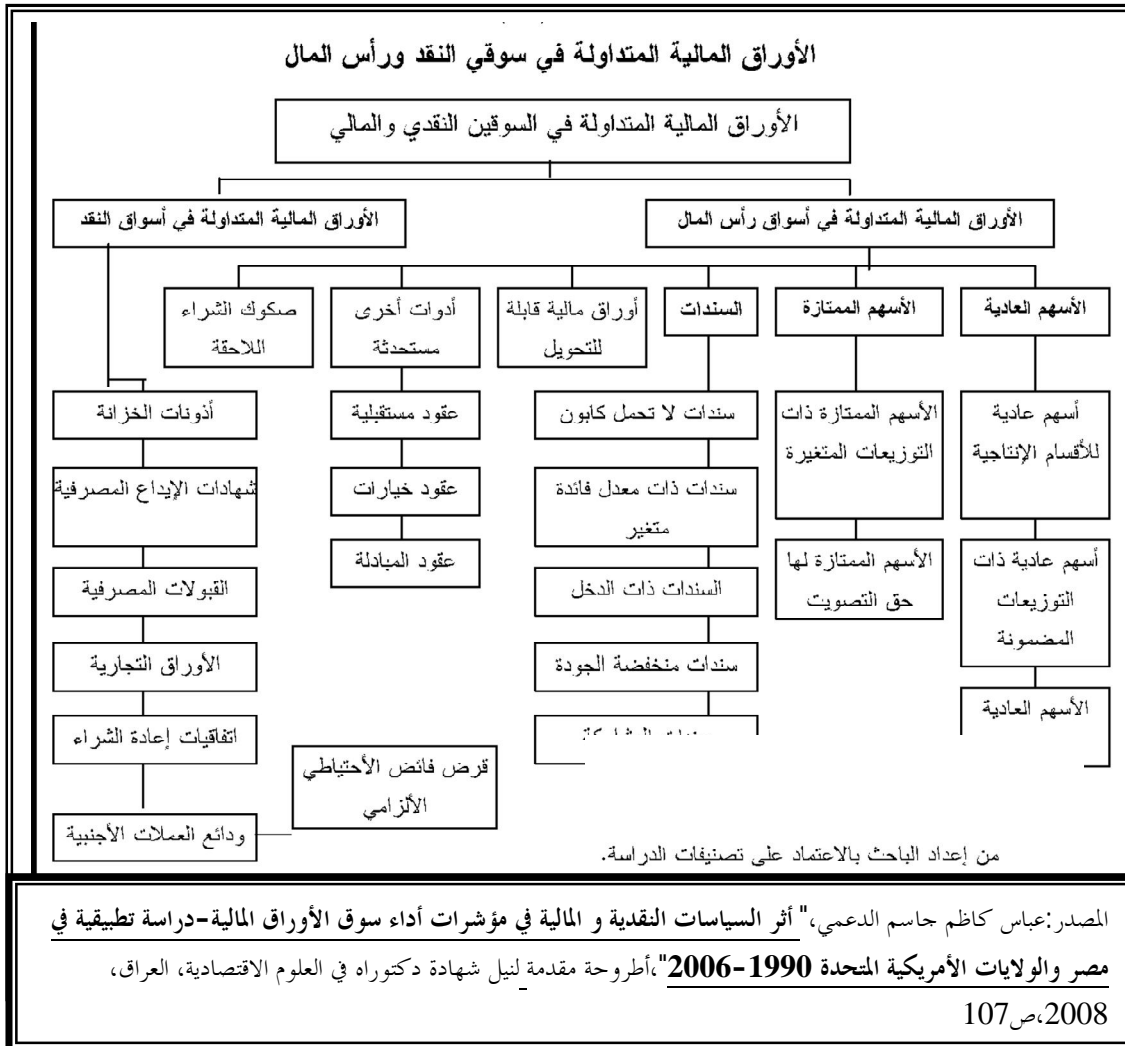 الأوراق المالية المتداولة في سوقي النقد ورأس المال
الأوراق المالية المتداولة في السوقين النقدي والمالي
الأوراق المالية المتداولة في أسواق رأس المال
الأوراق المالية المتداولة في أسواق النقد
الأسهم العادية
أسهم عادية
للأقسام الإنتاجية
أسهم عادية ذات
التوزيعات
المضمونة
الأسهم العادية
الأسهم الممتازة
الأسهم الممتازة ذات
التوزيعات المتغيرة
الأسهم الممتازة لها
حق التصويت
السندات
سندات لا تحمل كابون
سندات ذات معدل فائدة
متغير
السندات ذات الدخل
سندات منخفضة الجودة
أوراق مالية قابلة
للتحويل
أدوات أخرى
مستحدثة
عقود مستقبلية
عقود خيارات
عقود المبادلة
صكوك الشراء
اللاحقة
أذونات الخزانة
شهادات الإيداع المصرفية
القبولات المصرفية
الأوراق التجارية
اتفاقيات إعادة الشراء
ودائع العملات الأجنبية
قرض فائض الأحتياطي
الألزامي
من إعداد الباحث بالاعتماد على تصنيفات الدراسة.
المصدر:عباس كاظم جاسم الدعمي،" أثر السياسات النقدية و المالية في مؤشرات أداء سوق الأوراق المالية-دراسة تطبيقية في
مصر والولايات الأمريكية المتحدة 1990-2006"،أطروحة مقدمة لنيل شهادة دكتوراه في العلوم الاقتصادية، العراق،
2008،ص107